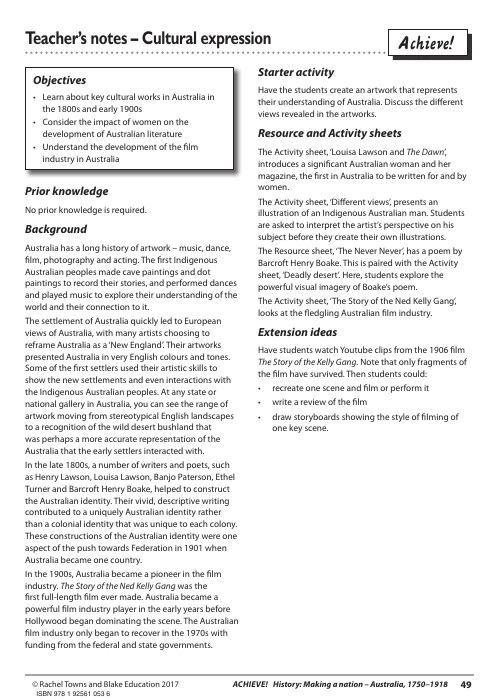 Teacher's notes – Cultural expression
Achieve!
Objectives
• Learn about key cultural works in Australia in
the 1800s and early 1900s
• Consider the impact of women on the
development of Australian literature
• Understand the development of the film
industry in Australia
Prior knowledge
No prior knowledge is required.
Background
Australia has a long history of artwork – music, dance,
film, photography and acting. The first Indigenous
Australian peoples made cave paintings and dot
paintings to record their stories, and performed dances
and played music to explore their understanding of the
world and their connection to it.
The settlement of Australia quickly led to European
views of Australia, with many artists choosing to
reframe Australia as a 'New England'. Their artworks
presented Australia in very English colours and tones.
Some of the first settlers used their artistic skills to
show the new settlements and even interactions with
the Indigenous Australian peoples. At any state or
national gallery in Australia, you can see the range of
artwork moving from stereotypical English landscapes
to a recognition of the wild desert bushland that
was perhaps a more accurate representation of the
Australia that the early settlers interacted with.
In the late 1800s, a number of writers and poets, such
as Henry Lawson, Louisa Lawson, Banjo Paterson, Ethel
Turner and Barcroft Henry Boake, helped to construct
the Australian identity. Their vivid, descriptive writing
contributed to a uniquely Australian identity rather
than a colonial identity that was unique to each colony.
These constructions of the Australian identity were one
aspect of the push towards Federation in 1901 when
Australia became one country.
In the 1900s, Australia became a pioneer in the film
industry. The Story of the Ned Kelly Gang was the
first full-length film ever made. Australia became a
powerful film industry player in the early years before
Hollywood began dominating the scene. The Australian
film industry only began to recover in the 1970s with
funding from the federal and state governments.
Starter activity
Have the students create an artwork that represents
their understanding of Australia. Discuss the different
views revealed in the artworks.
Resource and Activity sheets
The Activity sheet, 'Louisa Lawson and The Dawn',
introduces a significant Australian woman and her
magazine, the first in Australia to be written for and by
women.
The Activity sheet, 'Different views', presents an
illustration of an Indigenous Australian man. Students
are asked to interpret the artist's perspective on his
subject before they create their own illustrations.
The Resource sheet, 'The Never Never', has a poem by
Barcroft Henry Boake. This is paired with the Activity
sheet, 'Deadly desert'. Here, students explore the
powerful visual imagery of Boake's poem.
The Activity sheet, 'The Story of the Ned Kelly Gang',
looks at the fledgling Australian film industry.
Extension ideas
Have students watch Youtube clips from the 1906 film
The Story of the Kelly Gang. Note that only fragments of
the film have survived. Then students could:
• recreate one scene and film or perform it
• write a review of the film
• draw storyboards showing the style of filming of
one key scene.
© Rachel Towns and Blake Education 2017
ISBN 978 1 92561 053 6
ACHIEVE! History: Making a nation – Australia, 1750–1918 49